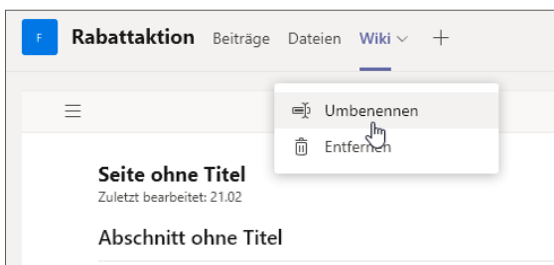 F Rabattaktion Beiträge Dateien Wiki
Umbenennen
Entfernen
Seite ohne Titel
Zuletzt bearbeitet: 21.02
Abschnitt ohne Titel